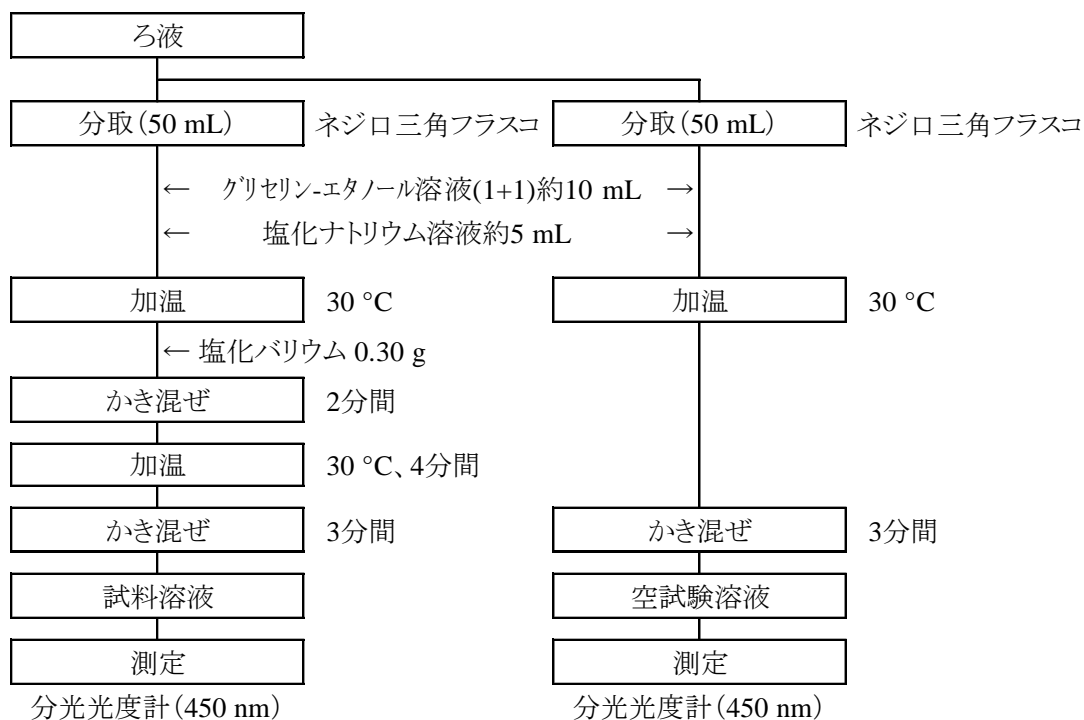 ろ液
分取(50 mL) ネジ口三角フラスコ 分取(50 mL) ネジ口三角フラスコ
← グリセリン-エタノール溶液(1+1)約10 mL →
← 塩化ナトリウム溶液約5 mL →
加温 30 °C 加温 30 °C
← 塩化バリウム 0.30 g
かき混ぜ 2分間
加温 30 °C、4分間
かき混ぜ 3分間 かき混ぜ 3分間
試料溶液 空試験溶液
測定 測定
分光光度計(450 nm) 分光光度計(450 nm)